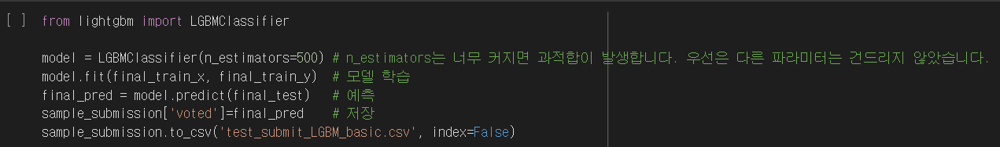 [ ] from lightgbm import LGBMClassifier
model = LGBMClassifier(n_estimators=500) # n_estimators는 너무 커지면 과적합이 발생합니다. 우선은 다른 파라미터는 건드리지 않았습니다.
model.fit(final_train_x, final_train_y) # 모델 학습
final_pred = model.predict(final_test) # 예측
sample_submission['voted']=final_pred # 저장
sample_submission.to_csv('test_submit_LGBM_basic.csv', index=False)